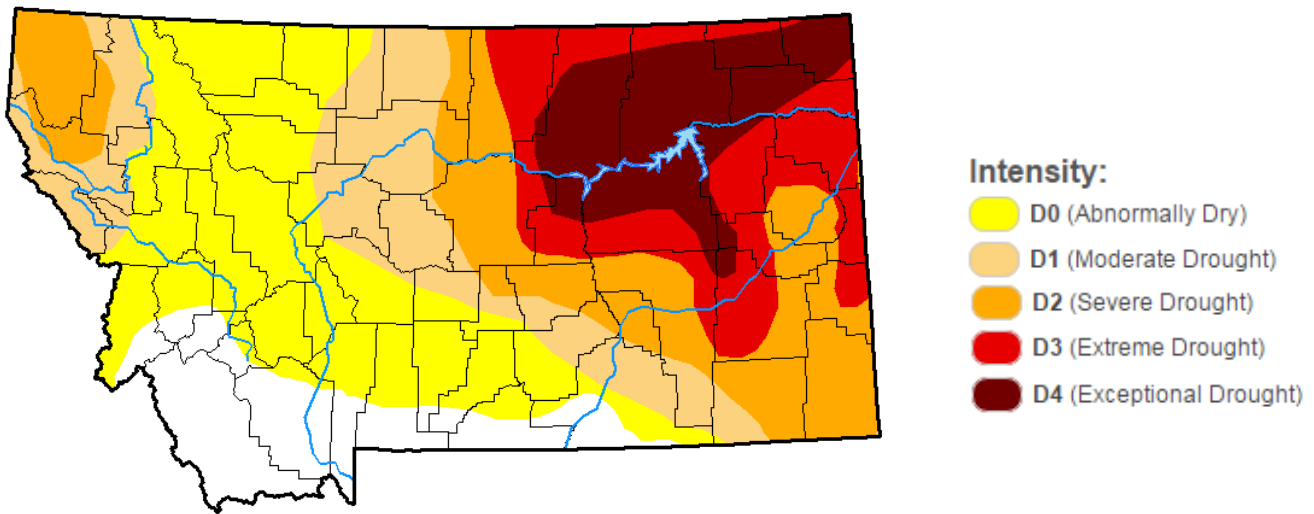 Intensity:
D0 (Abnormally Dry)
D1 (Moderate Drought)
D2 (Severe Drought)
D3 (Extreme Drought)
D4 (Exceptional Drought)